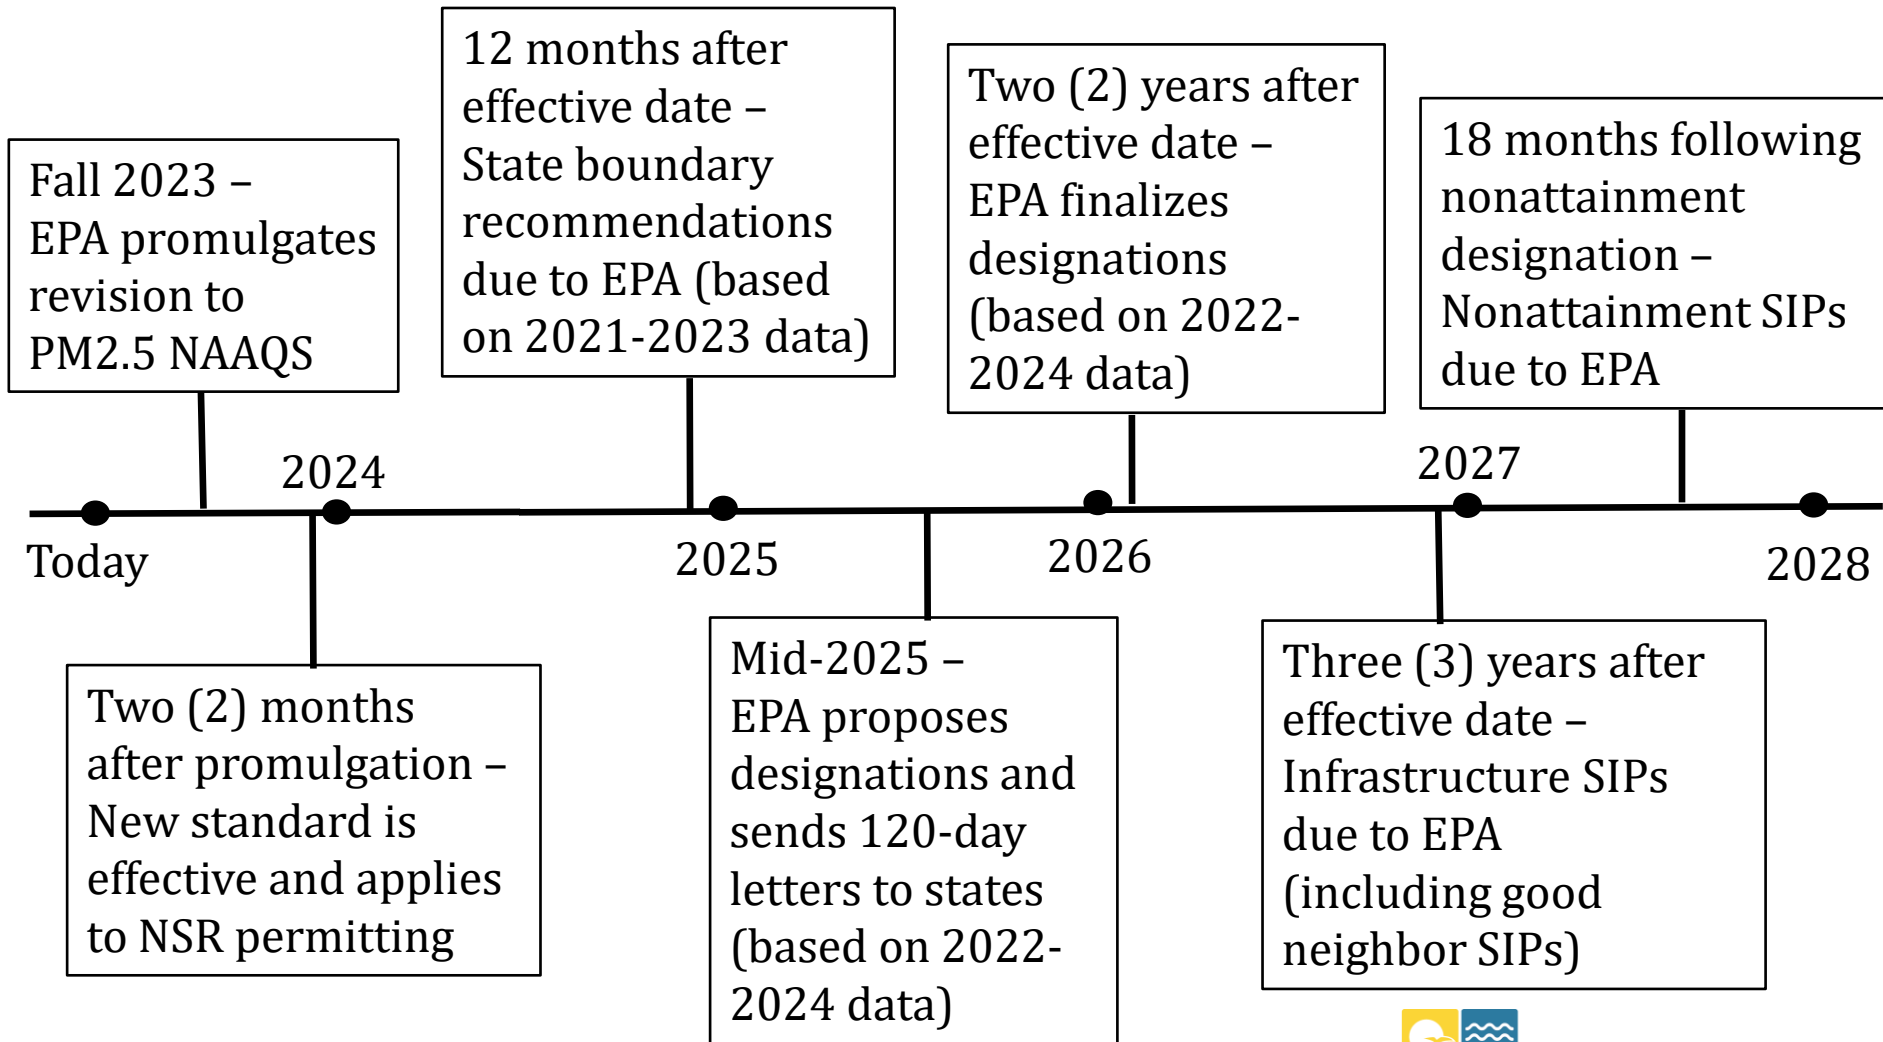 Fall 2023 –
EPA promulgates
revision to
PM2.5 NAAQS
12 months after
effective date –
State boundary
recommendations
due to EPA (based
on 2021-2023 data)
Two (2) years after
effective date –
EPA finalizes
designations
(based on 2022-
2024 data)
18 months following
nonattainment
designation –
Nonattainment SIPs
due to EPA
2024
2027
Today
2025
2026
2028
Two (2) months
after promulgation –
New standard is
effective and applies
to NSR permitting
Mid-2025 –
EPA proposes
designations and
sends 120-day
letters to states
(based on 2022-
2024 data)
Three (3) years after
effective date –
Infrastructure SIPs
due to EPA
(including good
neighbor SIPs)